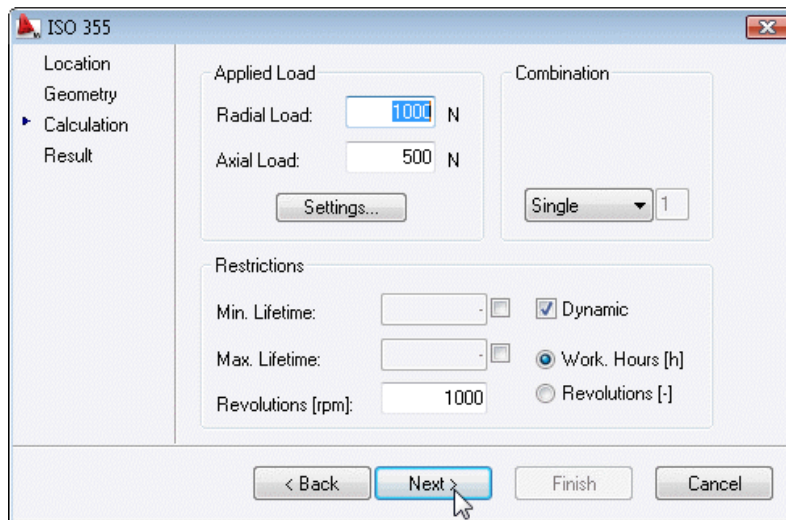 ISO 355
Location
Geometry
Calculation
Result
Applied Load
Radial Load: 1000 N
Axial Load: 500 N
Settings...
Combination
Single 1
Restrictions
Min. Lifetime: - Dynamic
Max. Lifetime: - Work. Hours [h]
Revolutions [rpm]: 1000 Revolutions [-]
< Back Next > Finish Cancel